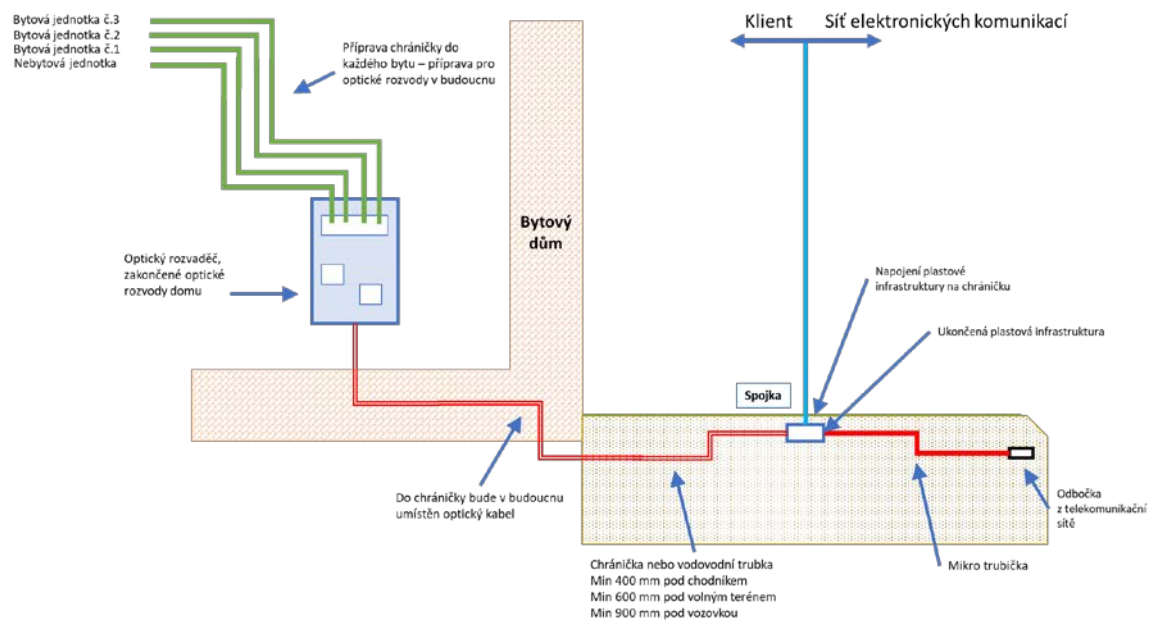 Bytová jednotka č.3
Bytová jednotka č.2
Bytová jednotka č.1
Nebytová jednotka
Příprava chráničky do
každého bytu – příprava pro
optické rozvody v budoucnu
Klient
Síť elektronických komunikací
Bytový
dům
Optický rozvaděč,
zakončené optické
rozvody domu
Napojení plastové
infrastruktury na chráničku
Ukončená plastová infrastruktura
Spojka
Do chráničky bude v budoucnu
umístěn optický kabel
Odbočka
z telekomunikační
sítě
Chránička nebo vodovodní trubka
Min 400 mm pod chodníkem
Min 600 mm pod volným terénem
Min 900 mm pod vozovkou
Mikro trubička